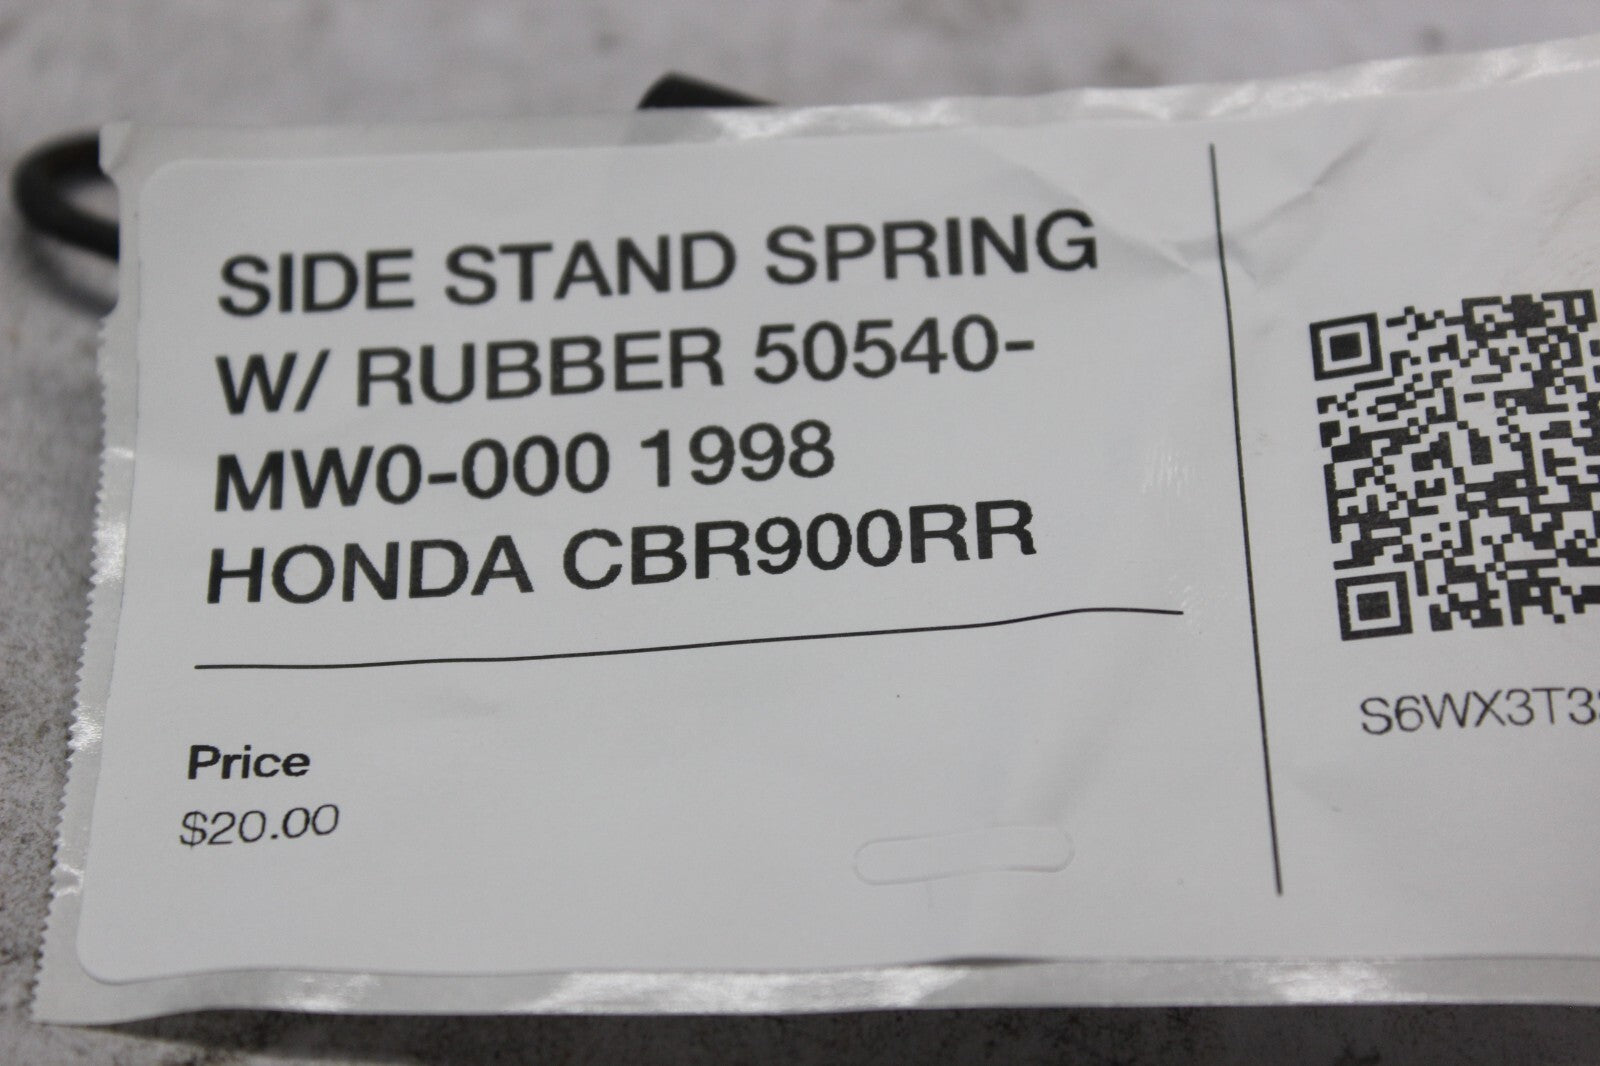 SIDE STAND SPRING
W/ RUBBER 50540-
MW0-000 1998
HONDA CBR900RR
Price
$20.00
S6WX3T3